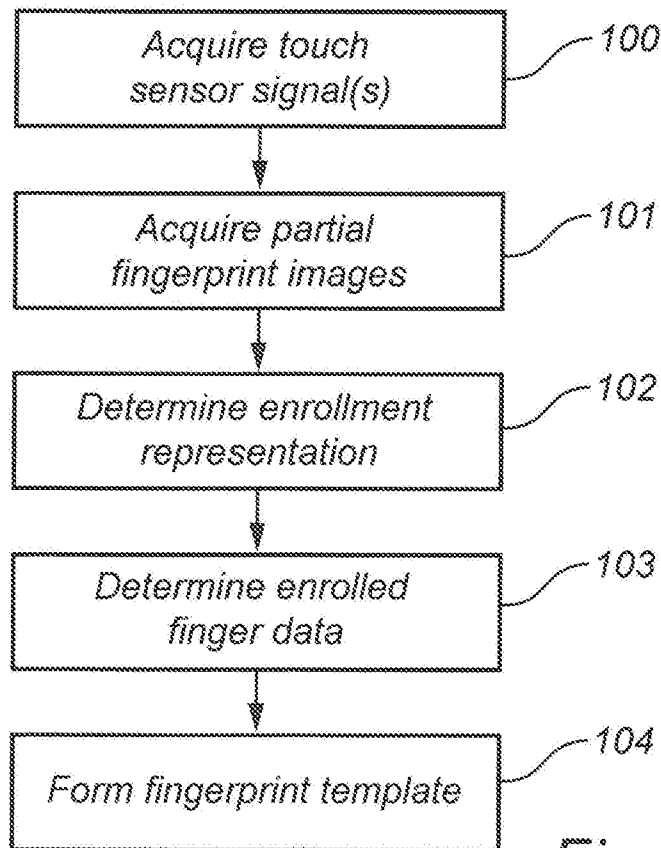 Acquire touch
sensor signal(s)
100
Acquire partial
fingerprint images
101
Determine enrollment
representation
102
Determine enrolled
finger data
103
Form fingerprint template
104